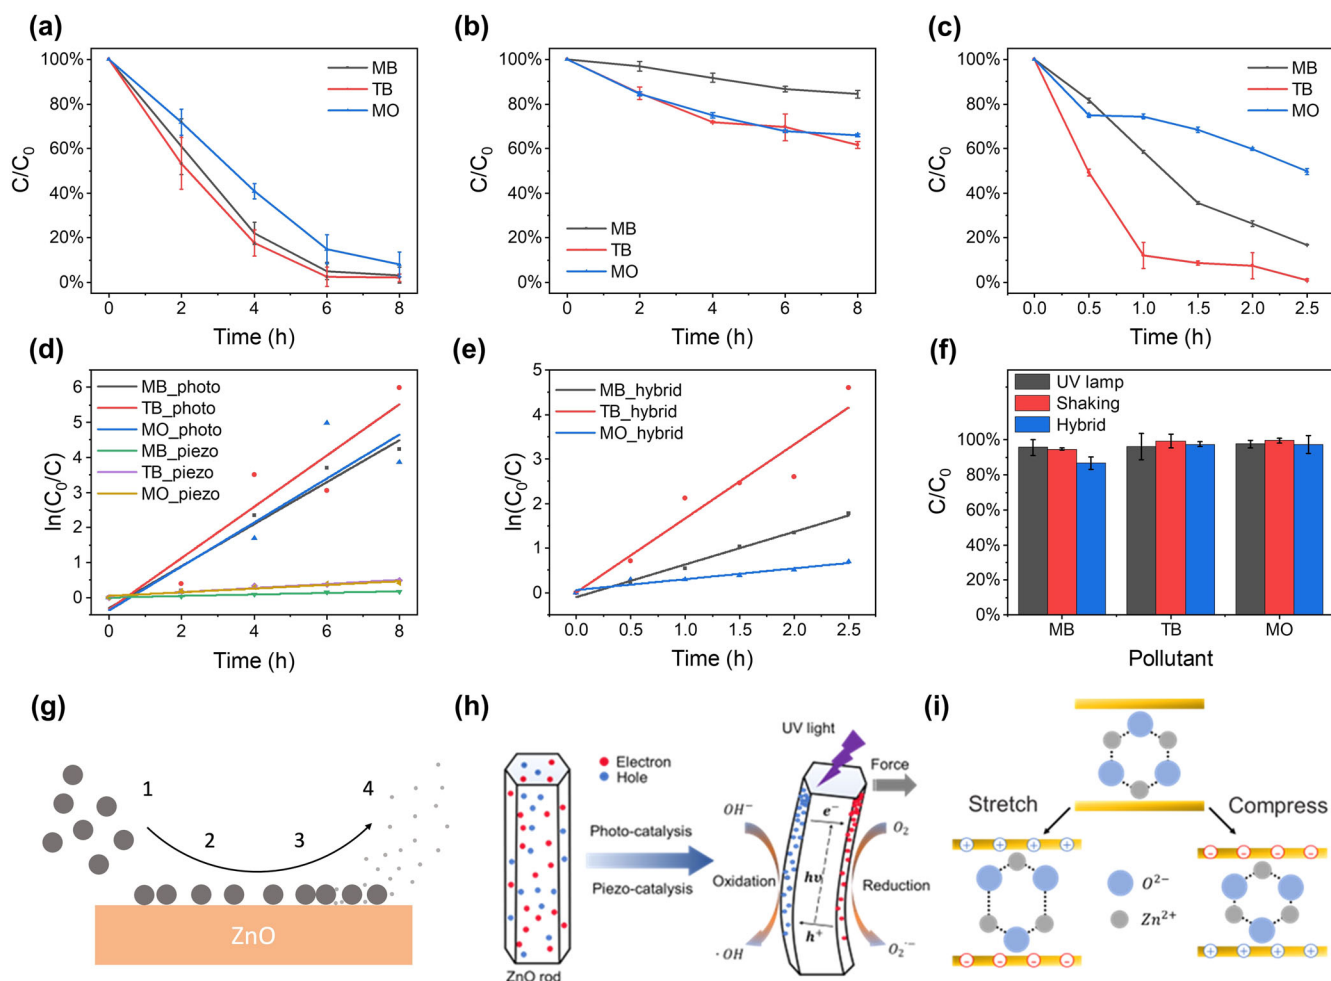 (a)
100%
80%
60%
40%
20%
0%
C/C0
0 2 4 6 8
Time (h)
MB
TB
MO
(b)
100%
80%
60%
40%
20%
0%
C/C0
MB
TB
MO
0 2 4 6 8
Time (h)
(c)
100%
80%
60%
40%
20%
0%
C/C0
MB
TB
MO
0.0 0.5 1.0 1.5 2.0 2.5
Time (h)
(d)
6
5
4
3
2
1
0
ln(C0/C)
MB_photo
TB_photo
MO_photo
MB_piezo
TB_piezo
MO_piezo
0 2 4 6 8
Time (h)
(e)
5
4
3
2
1
0
ln(C0/C)
MB_hybrid
TB_hybrid
MO_hybrid
0.0 0.5 1.0 1.5 2.0 2.5
Time (h)
(f)
UV lamp
Shaking
Hybrid
100%
80%
60%
40%
20%
0%
C/C0
MB TB MO
Pollutant
(g)
1
2
3
4
ZnO
(h)
Electron
Hole
Photo-catalysis
Piezo-catalysis
ZnO rod
UV light
Force
OH⁻
e⁻
O2
Oxidation
hν
Reduction
h⁺
· OH
O2·⁻
(i)
Stretch
Compress
+ + + +
- - - -
O²⁻
Zn²⁺
- - - -
+ + + +